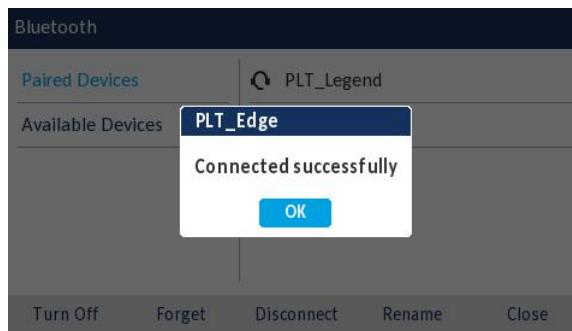 Bluetooth
Paired Devices
PLT_Legend
Available Devices
PLT_Edge
Connected successfully
OK
Turn Off Forget Disconnect Rename Close